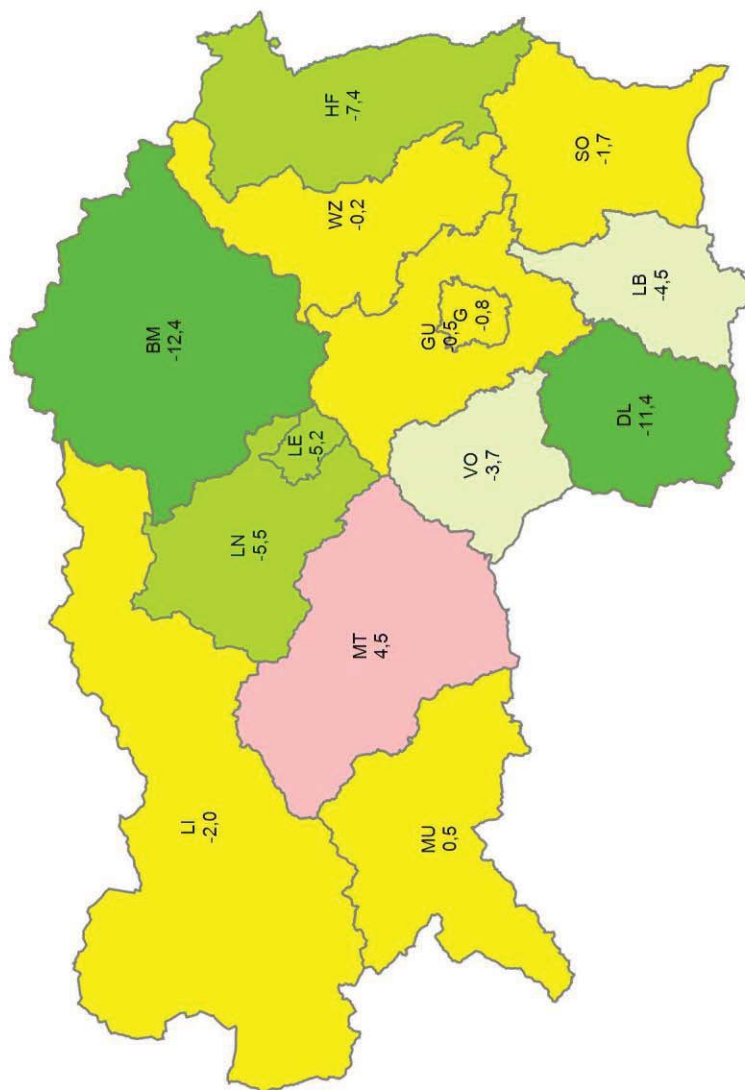 LI
-2,0
BM
-12,4
HF
-7,4
WZ
-0,2
LN
-5,5
LE
-5,2
GU
-0,5
G
-0,8
SO
-1,7
MT
4,5
MU
0,5
VO
-3,7
LB
-4,5
DL
-11,4